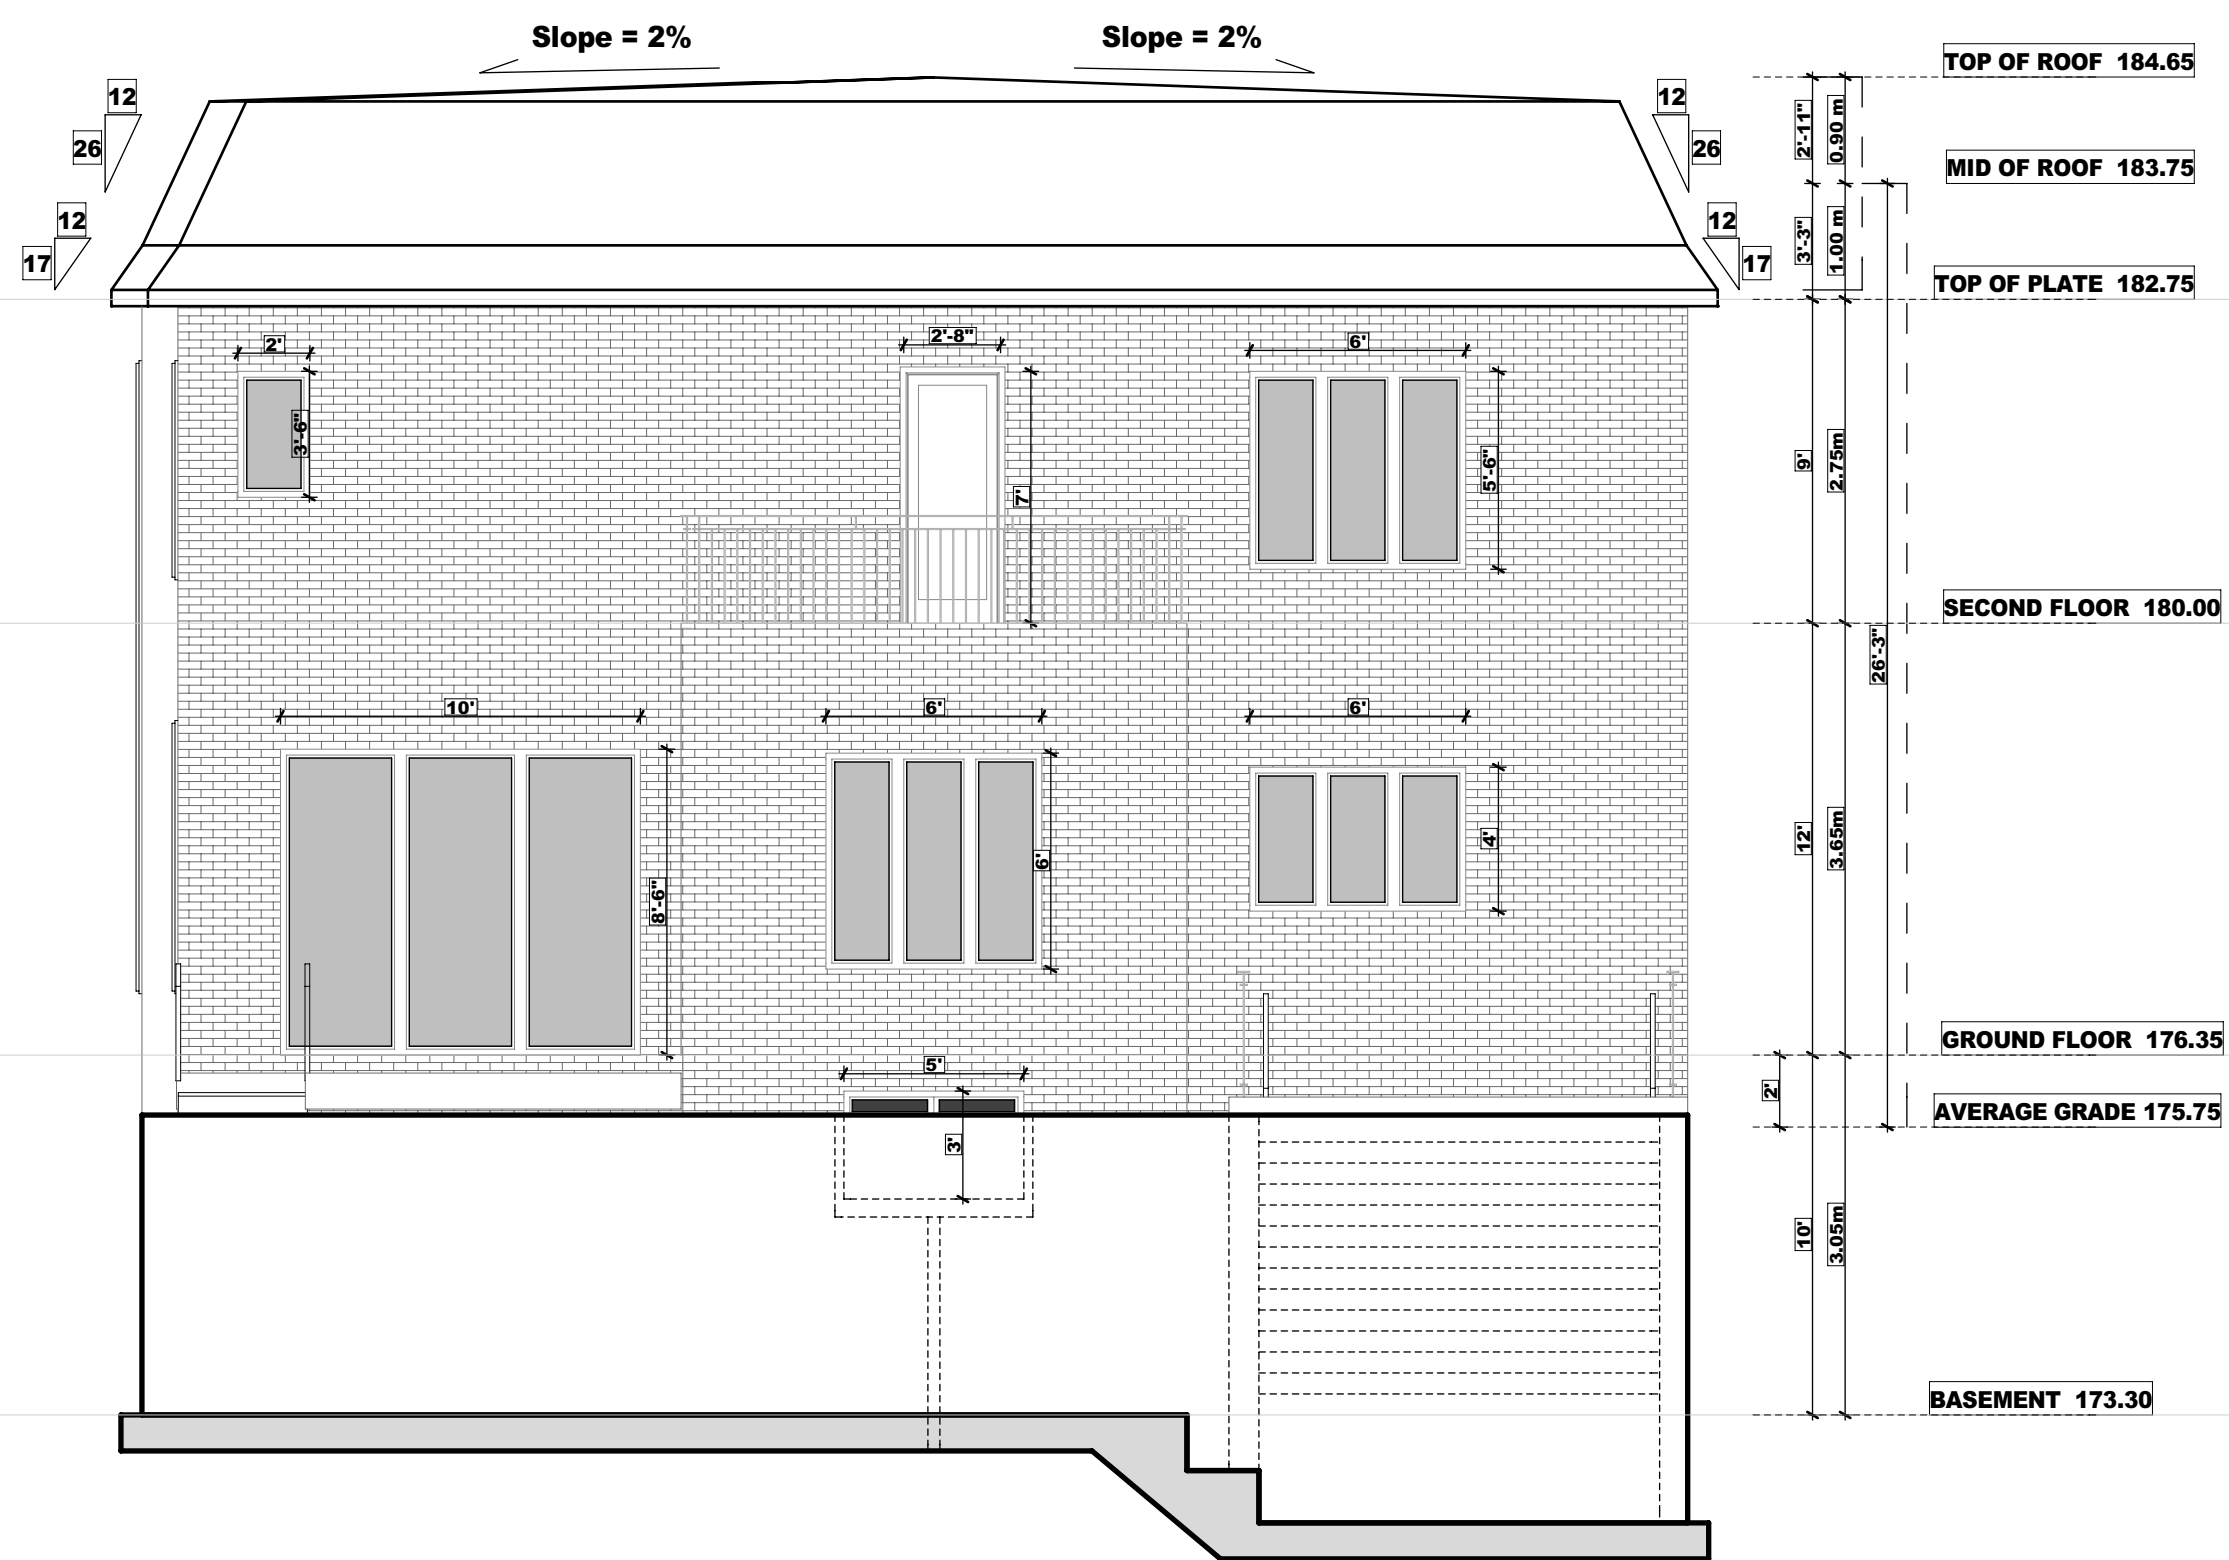 Slope = 2%
Slope = 2%
TOP OF ROOF 184.65
12
12
2'-11"
0.90 m
26
26
MID OF ROOF 183.75
12
12
3'-3"
1.00 m
17
17
TOP OF PLATE 182.75
2'
2'-8"
6'
3'-6"
7'
5'-6"
9'
2.75m
SECOND FLOOR 180.00
26'-3"
10'
6'
6'
8'-6"
6'
4'
12'
3.65m
GROUND FLOOR 176.35
5'
2'
AVERAGE GRADE 175.75
3'
10'
3.05m
BASEMENT 173.30